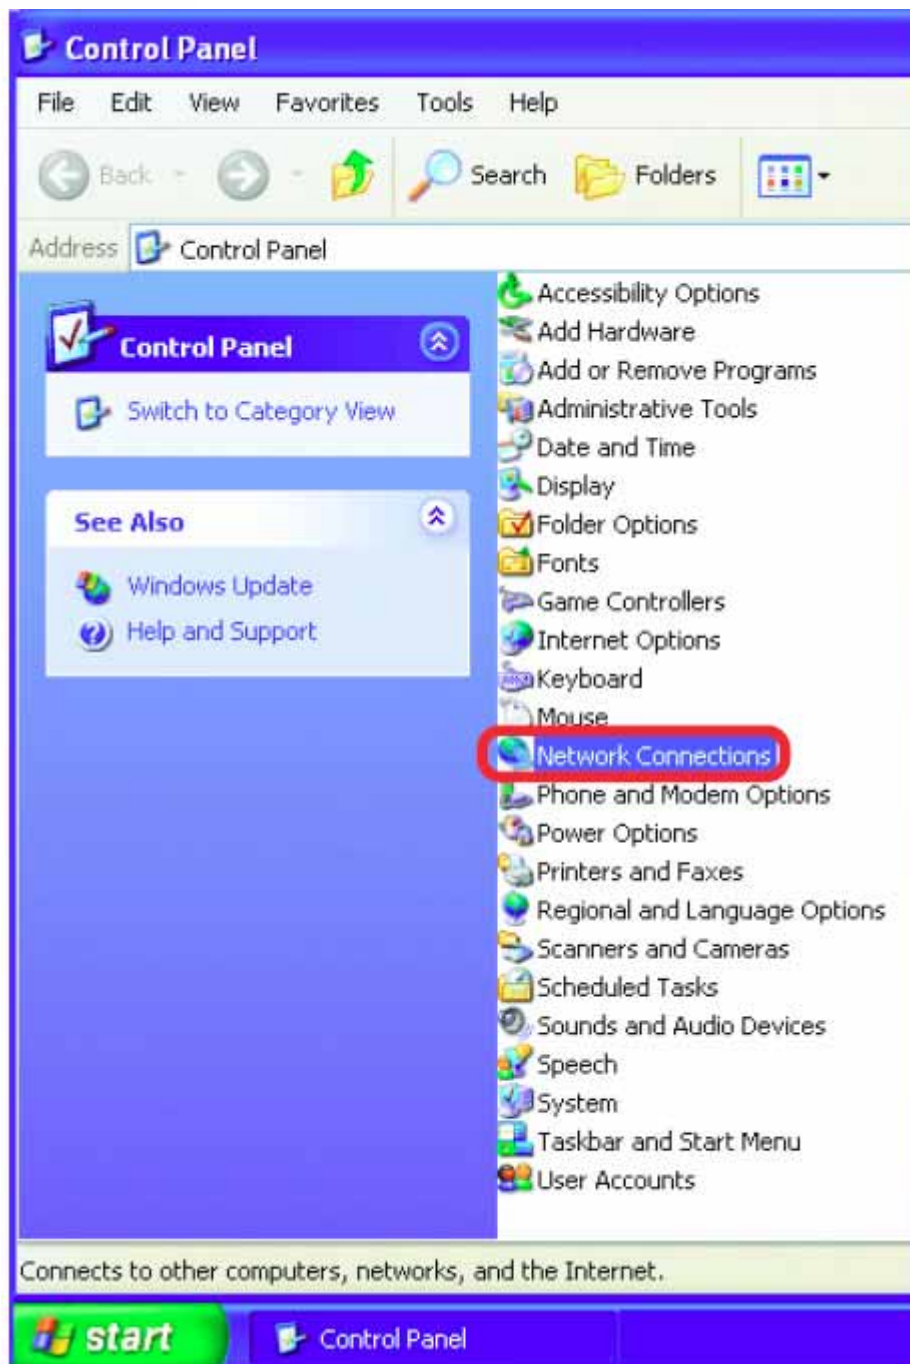 Control Panel
File Edit View Favorites Tools Help
Back Search Folders
Address Control Panel
Control Panel
Switch to Category View
See Also
Windows Update
Help and Support
Accessibility Options
Add Hardware
Add or Remove Programs
Administrative Tools
Date and Time
Display
Folder Options
Fonts
Game Controllers
Internet Options
Keyboard
Mouse
Network Connections
Phone and Modem Options
Power Options
Printers and Faxes
Regional and Language Options
Scanners and Cameras
Scheduled Tasks
Sounds and Audio Devices
Speech
System
Taskbar and Start Menu
User Accounts
Connects to other computers, networks, and the Internet.
start Control Panel